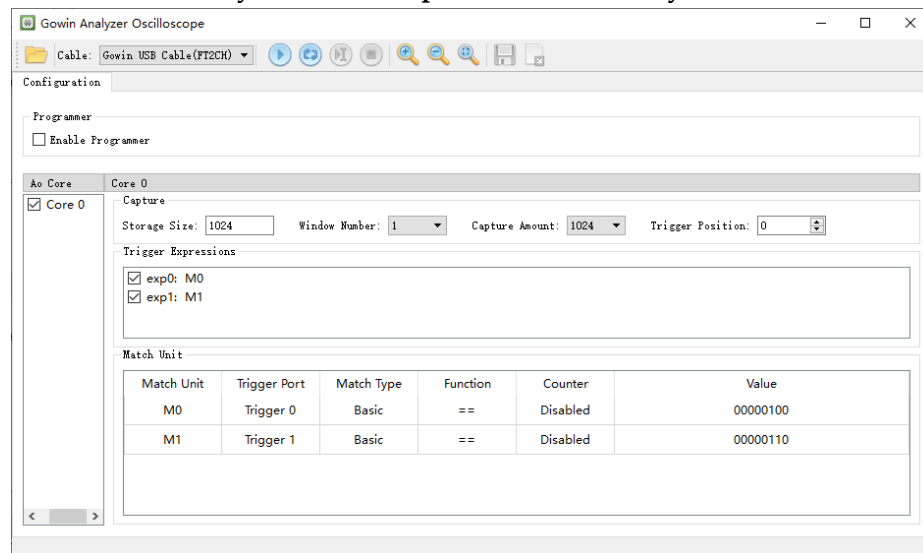 Gowin Analyzer Oscilloscope
Cable: Gowin USB Cable(FT2CH)
Configuration
Programmer
Enable Programmer
Ao Core Core 0
Core 0
Capture
Storage Size: 1024 Window Number: 1 Capture Amount: 1024 Trigger Position: 0
Trigger Expressions
exp0: M0
exp1: M1
Match Unit
Match Unit Trigger Port Match Type Function Counter Value
M0 Trigger 0 Basic == Disabled 00000100
M1 Trigger 1 Basic == Disabled 00000110